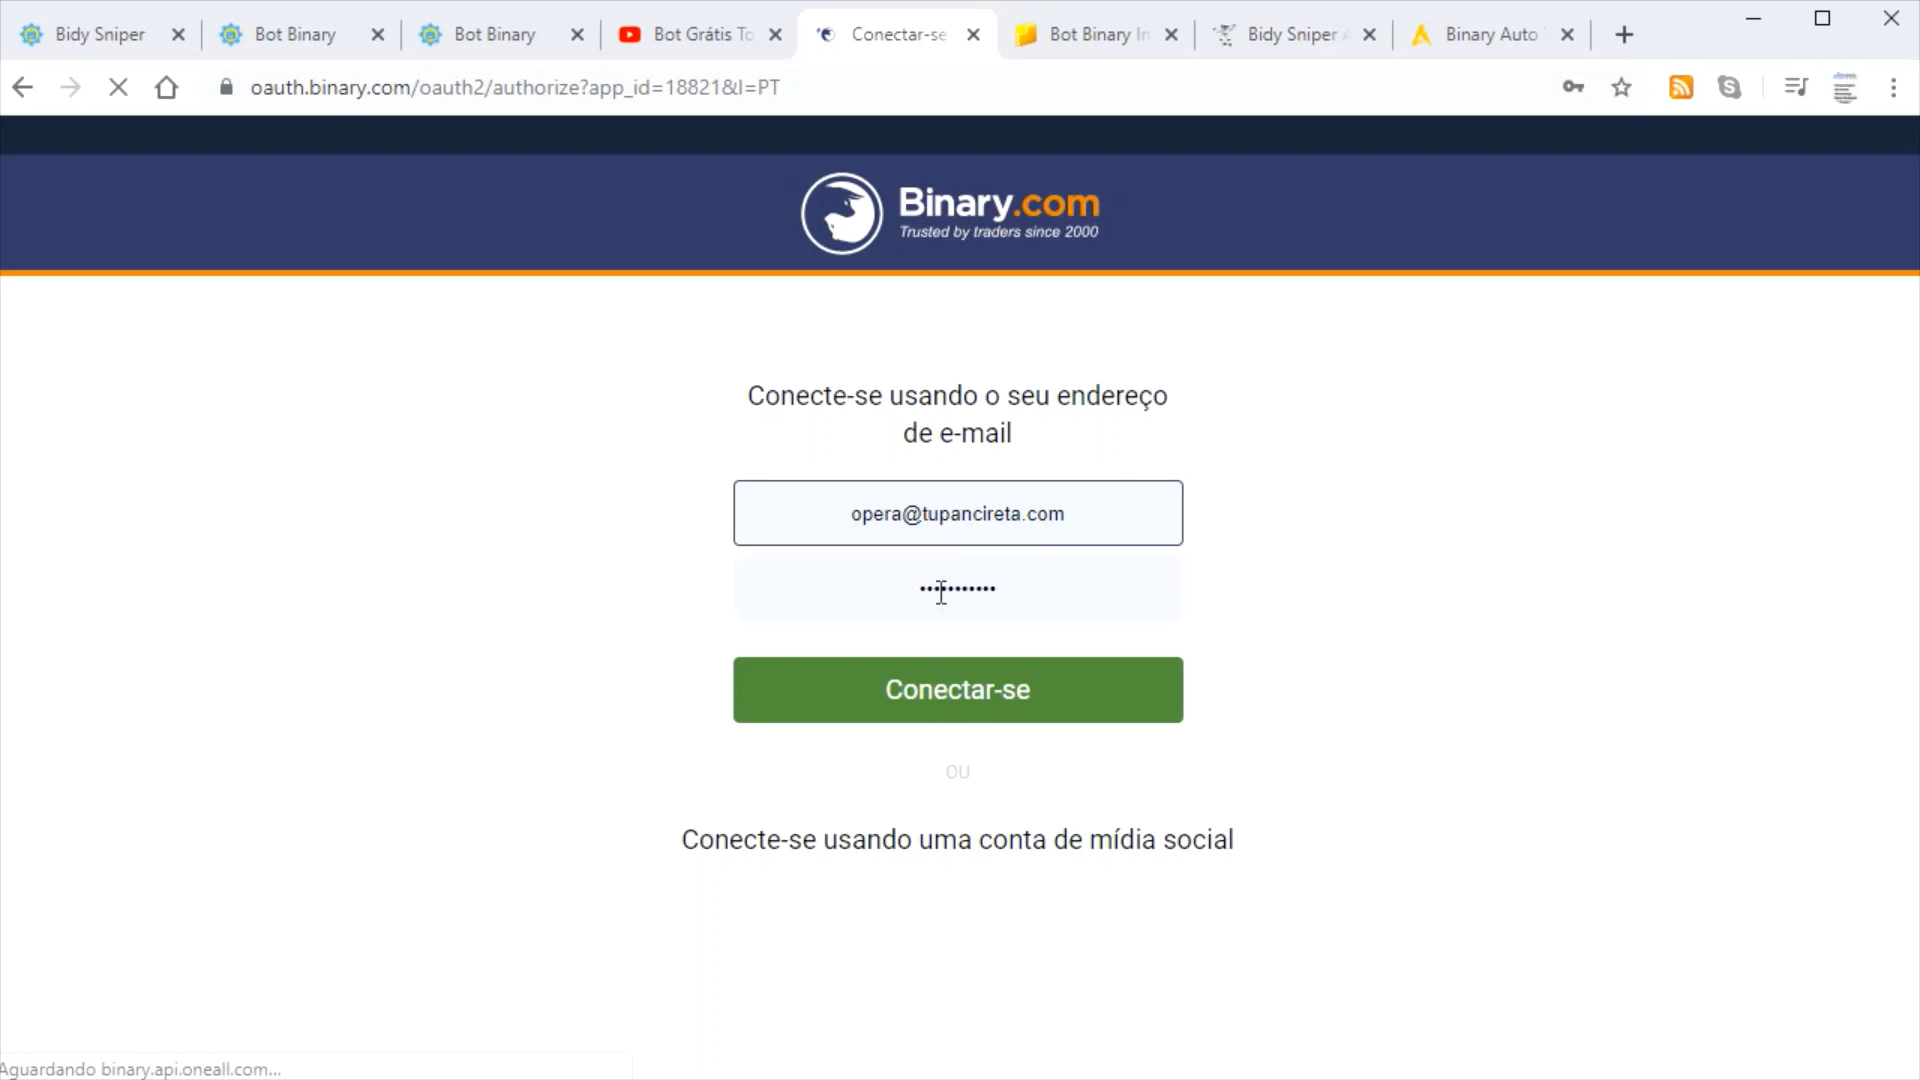 Bidy Sniper
Bot Binary
Bot Binary
Bot Grátis To
Conectar-se
Bot Binary In
Bidy Sniper A
Binary Auto
oauth.binary.com/oauth2/authorize?app_id=18821&l=PT
Binary.com
Trusted by traders since 2000
Conecte-se usando o seu endereço
de e-mail
opera@tupancireta.com
Conectar-se
OU
Conecte-se usando uma conta de mídia social
Aguardando binary.api.oneall.com...